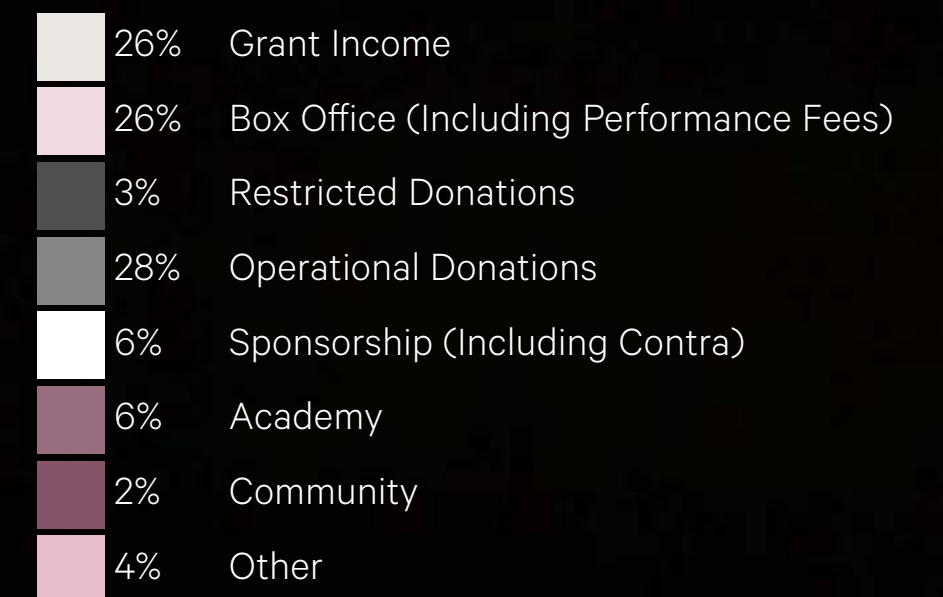 26% Grant Income
26% Box Office (Including Performance Fees)
3% Restricted Donations
28% Operational Donations
6% Sponsorship (Including Contra)
6% Academy
2% Community
4% Other